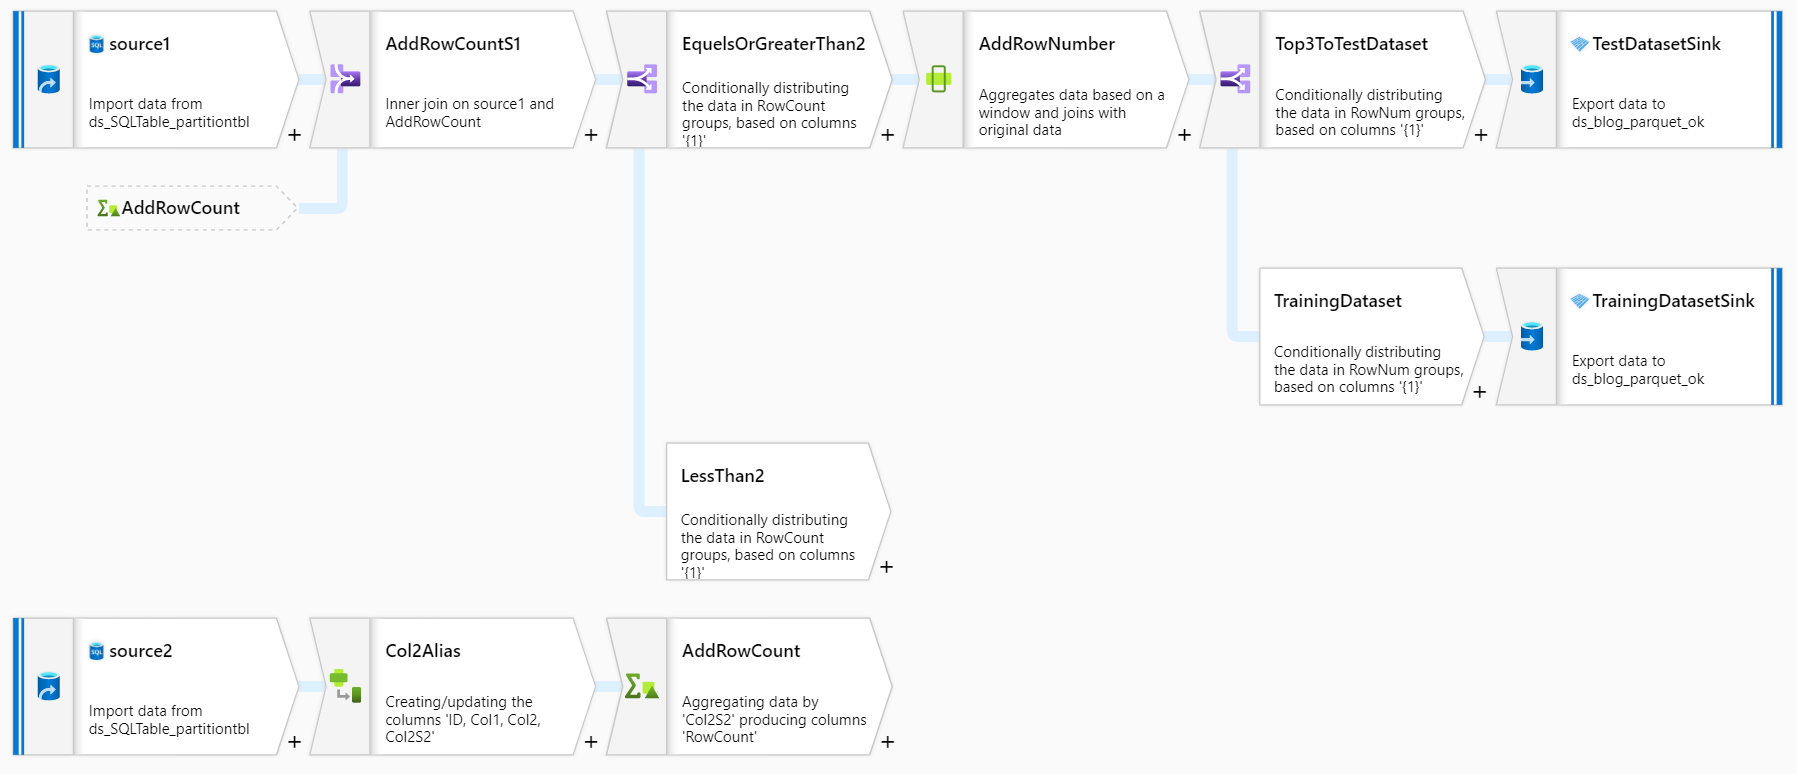 source1
Import data from
ds_SQLTable_partitiontbl
+
AddRowCountS1
Inner join on source1 and
AddRowCount
+
EquelsOrGreaterThan2
Conditionally distributing
the data in RowCount
groups, based on columns
'{1}'
+
AddRowNumber
Aggregates data based on a
window and joins with
original data
+
Top3ToTestDataset
Conditionally distributing
the data in RowNum groups,
based on columns '{1}'
+
TestDatasetSink
Export data to
ds_blog_parquet_ok
AddRowCount
TrainingDataset
Conditionally distributing
the data in RowNum groups,
based on columns '{1}'
+
TrainingDatasetSink
Export data to
ds_blog_parquet_ok
LessThan2
Conditionally distributing
the data in RowCount
groups, based on columns
'{1}'
+
source2
Import data from
ds_SQLTable_partitiontbl
+
Col2Alias
Creating/updating the
columns 'ID, Col1, Col2,
Col2S2'
+
AddRowCount
Aggregating data by
'Col2S2' producing columns
'RowCount'
+